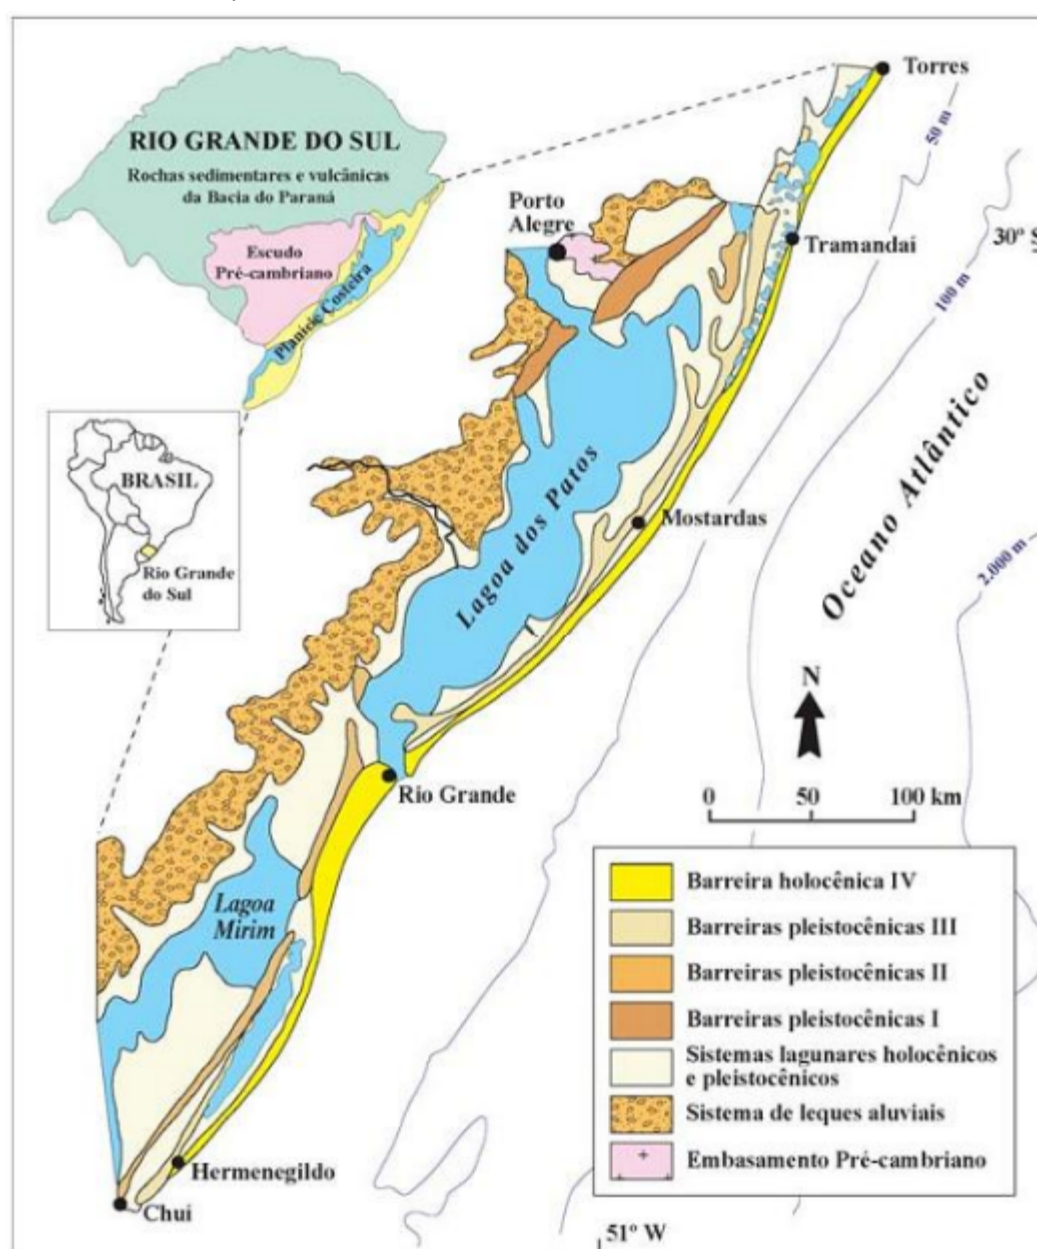 RIO GRANDE DO SUL
Rochas sedimentares e vulcânicas
da Bacia do Paraná
Escudo
Pré-cambriano
Planície Costeira
BRASIL
Rio Grande
do Sul
Torres
50 m
Porto
Alegre
Tramandaí
30º S
100 m
Oceano Atlântico
Lagoa dos Patos
Mostardas
2.000 m
N
Rio Grande
0 50 100 km
Lagoa
Mirim
Barreira holocênica IV
Barreiras pleistocênicas III
Barreiras pleistocênicas II
Barreiras pleistocênicas I
Sistemas lagunares holocênicos
e pleistocênicos
Sistema de leques aluviais
Embasamento Pré-cambriano
Hermenegildo
Chuí
51º W